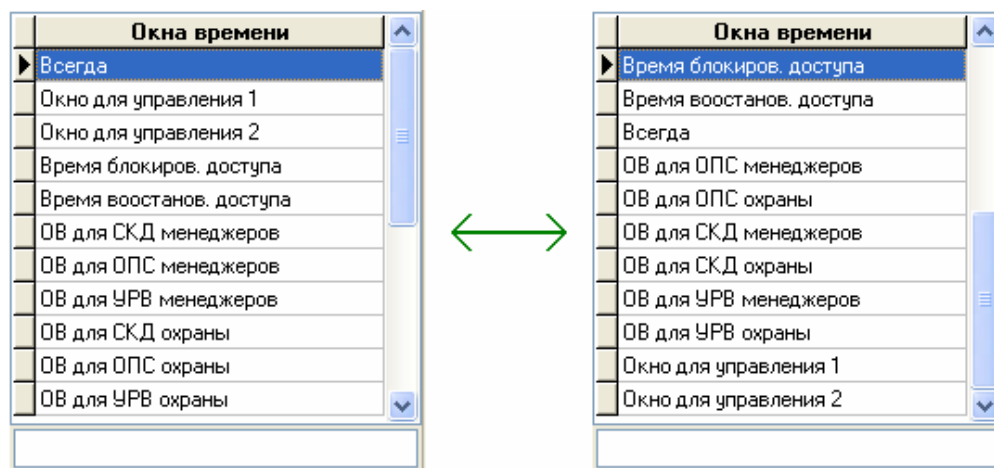 Окна времени
Всегда
Окно для управления 1
Окно для управления 2
Время блокиров. доступа
Время воостанов. доступа
ОВ для СКД менеджеров
ОВ для ОПС менеджеров
ОВ для УРВ менеджеров
ОВ для СКД охраны
ОВ для ОПС охраны
ОВ для УРВ охраны
Окна времени
Время блокиров. доступа
Время воостанов. доступа
Всегда
ОВ для ОПС менеджеров
ОВ для ОПС охраны
ОВ для СКД менеджеров
ОВ для СКД охраны
ОВ для УРВ менеджеров
ОВ для УРВ охраны
Окно для управления 1
Окно для управления 2